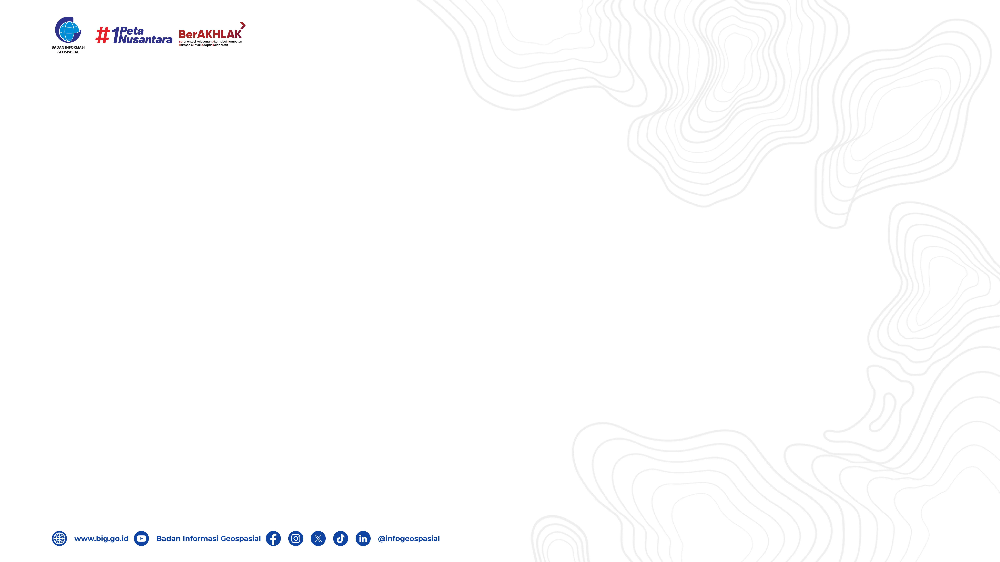 BADAN INFORMASI
GEOSPASIAL
#1Peta
Nusantara
BerAKHLAK
Berorientasi Pelayanan Akuntabel Kompeten
Harmonis Loyal Adaptif Kolaboratif
www.big.go.id
Badan Informasi Geospasial
@infogeospasial